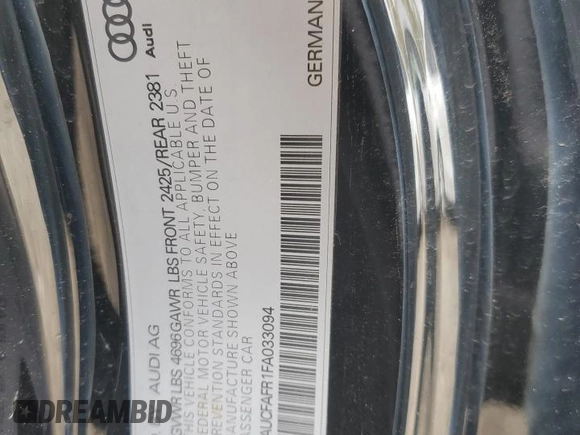 Audi
AUDI AG
GVWR LBS 4696 GAWR LBS FRONT 2425/REAR 2381
THIS VEHICLE CONFORMS TO ALL APPLICABLE U S
FEDERAL MOTOR VEHICLE SAFETY, BUMPER AND THEFT
PREVENTION STANDARDS IN EFFECT ON THE DATE OF
MANUFACTURE SHOWN ABOVE
PASSENGER CAR
AUCFAFR1FA033094
GERMAN
DREAMBID
dreambid.com